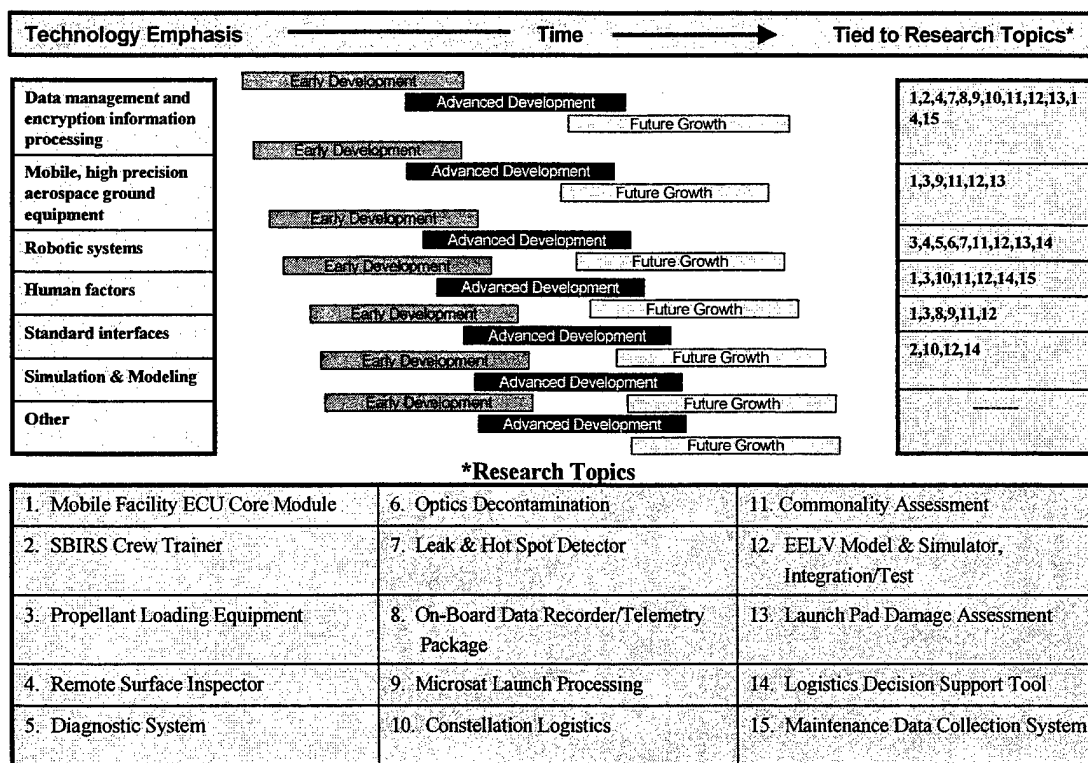 Technology Emphasis Time Tied to Research Topics*
Early Development
Advanced Development
Future Growth
Data management and
encryption information
processing
1,2,4,7,8,9,10,11,12,13,1
4,15
Early Development
Advanced Development
Future Growth
Mobile, high precision
aerospace ground
equipment
1,3,9,11,12,13
Early Development
Advanced Development
Future Growth
Robotic systems
3,4,5,6,7,11,12,13,14
Early Development
Advanced Development
Future Growth
Human factors
1,3,10,11,12,14,15
Early Development
Advanced Development
Future Growth
Standard interfaces
1,3,8,9,11,12
Early Development
Advanced Development
Future Growth
Simulation & Modeling
2,10,12,14
Early Development
Advanced Development
Future Growth
Other
-------
*Research Topics
1. Mobile Facility ECU Core Module
6. Optics Decontamination
11. Commonality Assessment
2. SBIRS Crew Trainer
7. Leak & Hot Spot Detector
12. EELV Model & Simulator,
Integration/Test
3. Propellant Loading Equipment
8. On-Board Data Recorder/Telemetry
Package
13. Launch Pad Damage Assessment
4. Remote Surface Inspector
9. Microsat Launch Processing
14. Logistics Decision Support Tool
5. Diagnostic System
10. Constellation Logistics
15. Maintenance Data Collection System